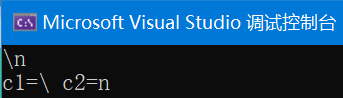 C:\ Microsoft Visual Studio 调试控制台
\n
c1=\ c2=n